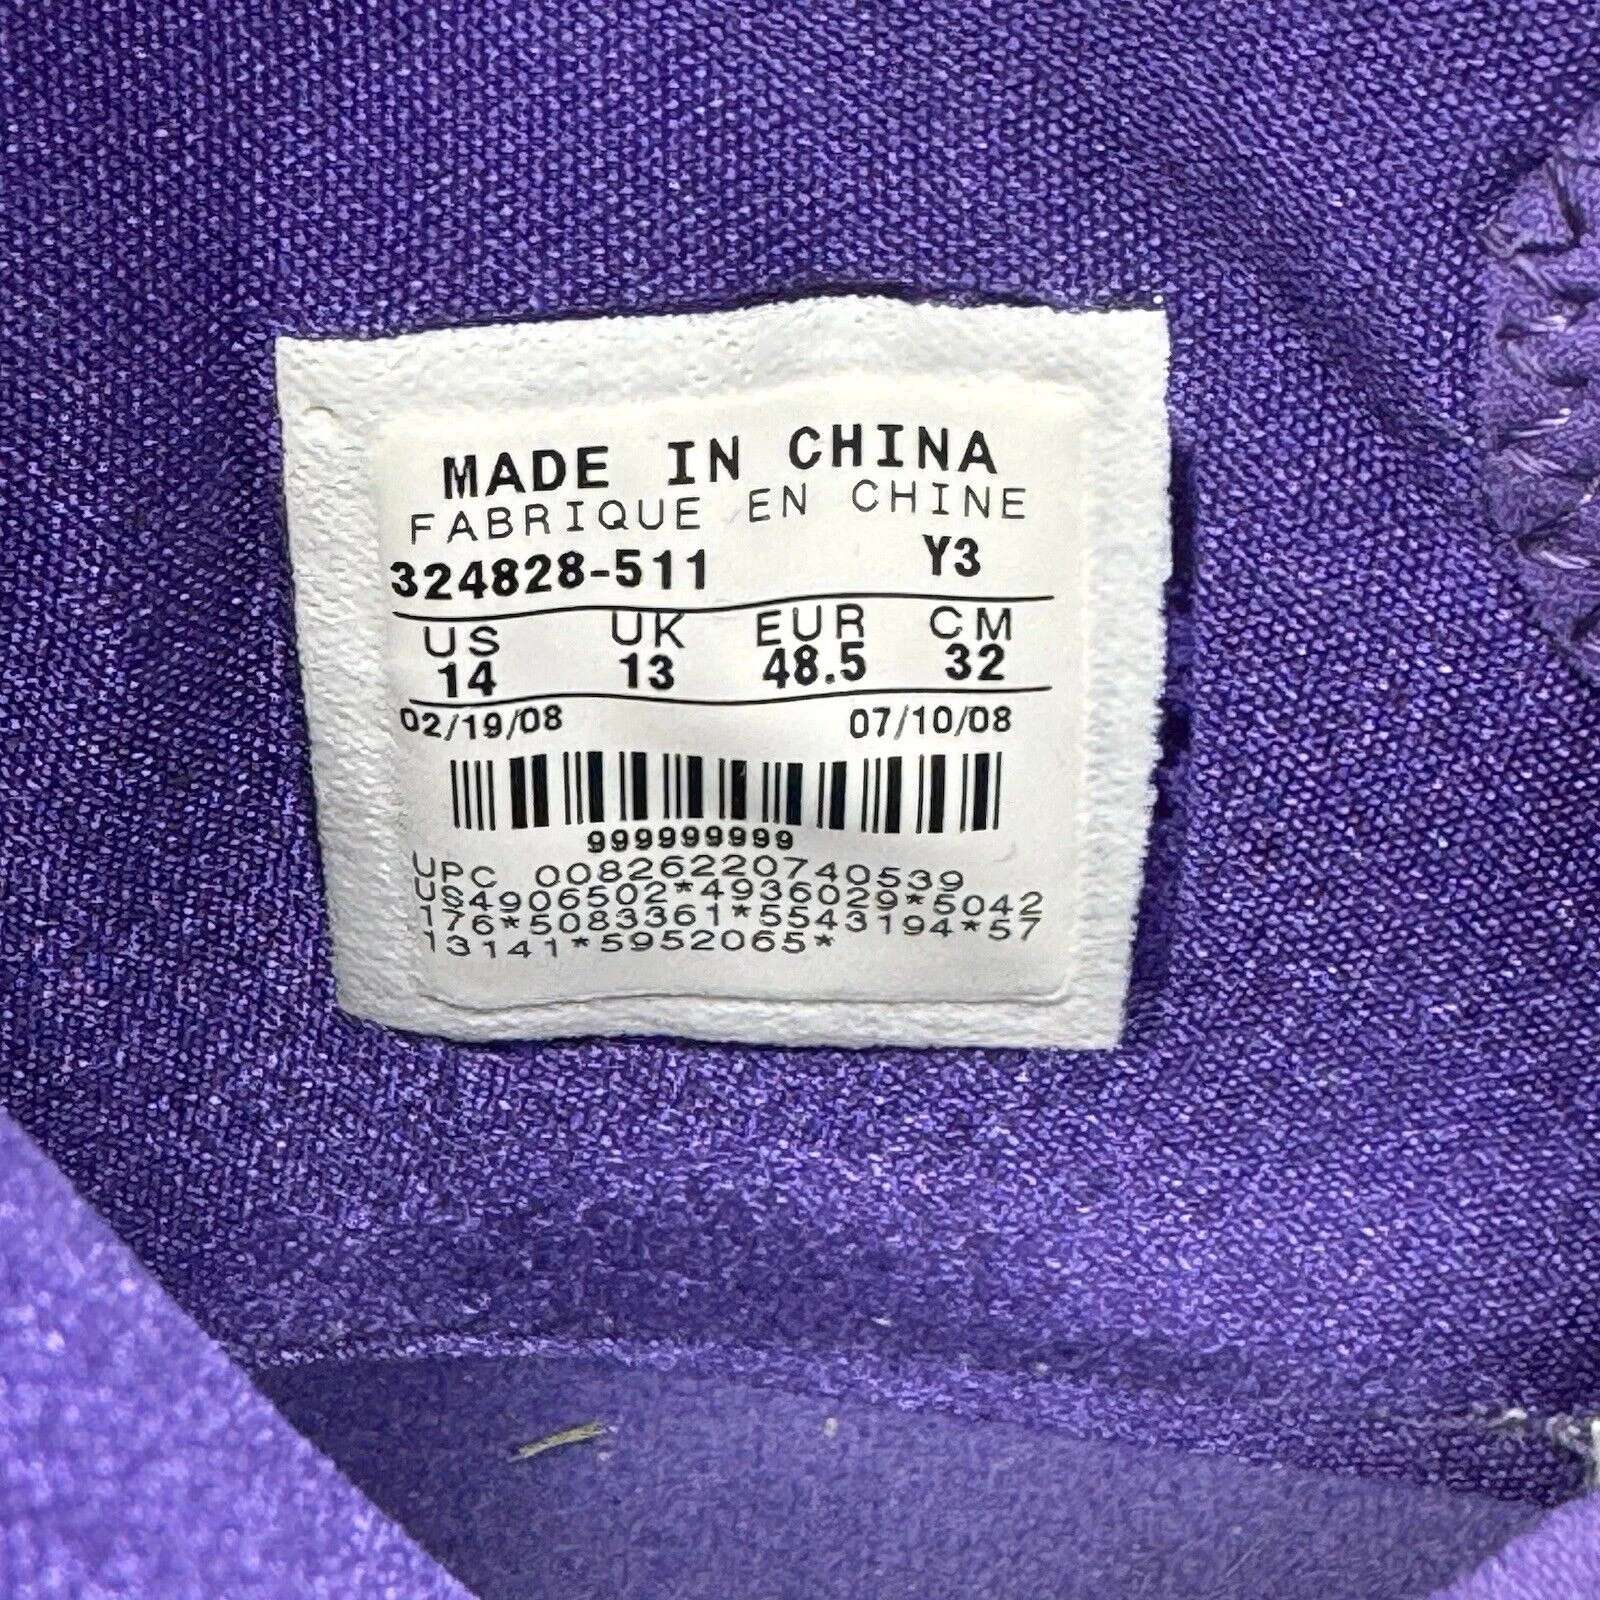 MADE IN CHINA
FABRIQUE EN CHINE
324828-511 Y3
US UK EUR CM
14 13 48.5 32
02/19/08 07/10/08
999999999
UPC 00826220740539
US4906502*4936029*5042
176*5083361*5543194*57
13141*5952065*